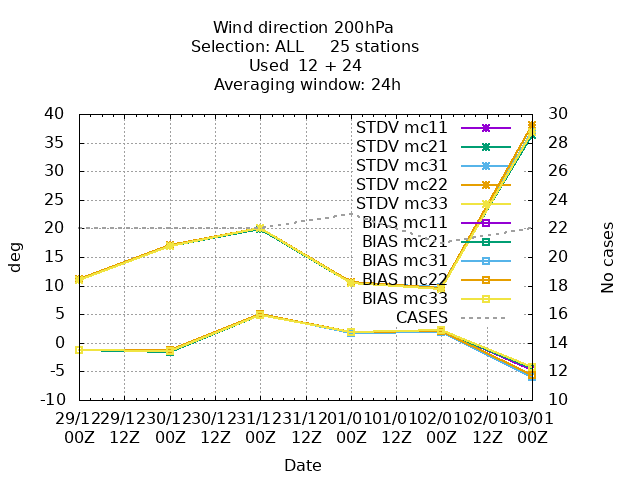 Wind direction 200hPa
Selection: ALL 25 stations
Used 12 + 24
Averaging window: 24h
40
35
30
25
20
15
10
5
0
-5
-10
deg
STDV mc11
STDV mc21
STDV mc31
STDV mc22
STDV mc33
BIAS mc11
BIAS mc21
BIAS mc31
BIAS mc22
BIAS mc33
CASES
30
28
26
24
22
20
18
16
14
12
10
No cases
29/12 29/12 30/12 30/12 31/12 31/12 01/01 01/01 02/01 02/01 03/01
00Z 12Z 00Z 12Z 00Z 12Z 00Z 12Z 00Z 12Z 00Z
Date